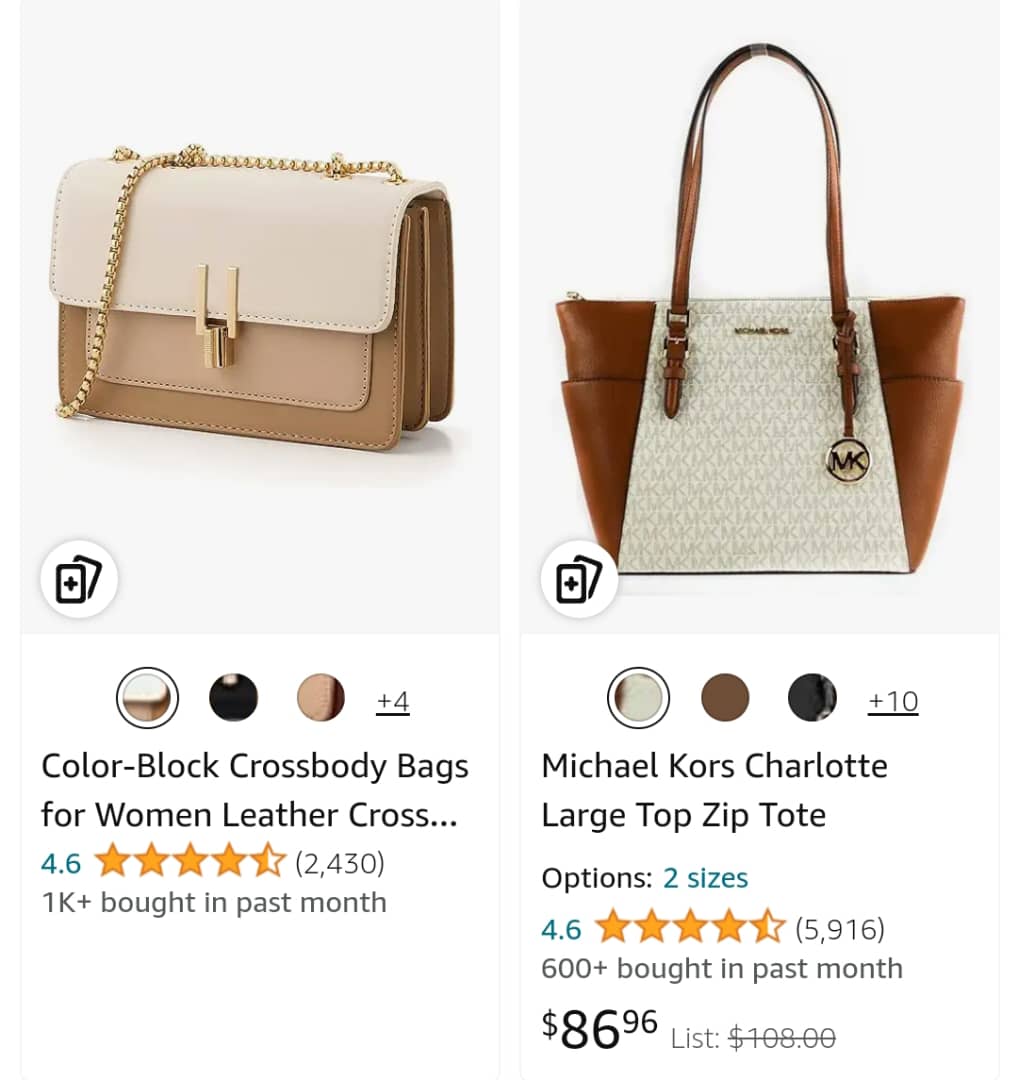 MICHAEL KORS
MK
+4
Color-Block Crossbody Bags
for Women Leather Cross...
4.6 (2,430)
1K+ bought in past month
+10
Michael Kors Charlotte
Large Top Zip Tote
Options: 2 sizes
4.6 (5,916)
600+ bought in past month
$8696 List: $108.00